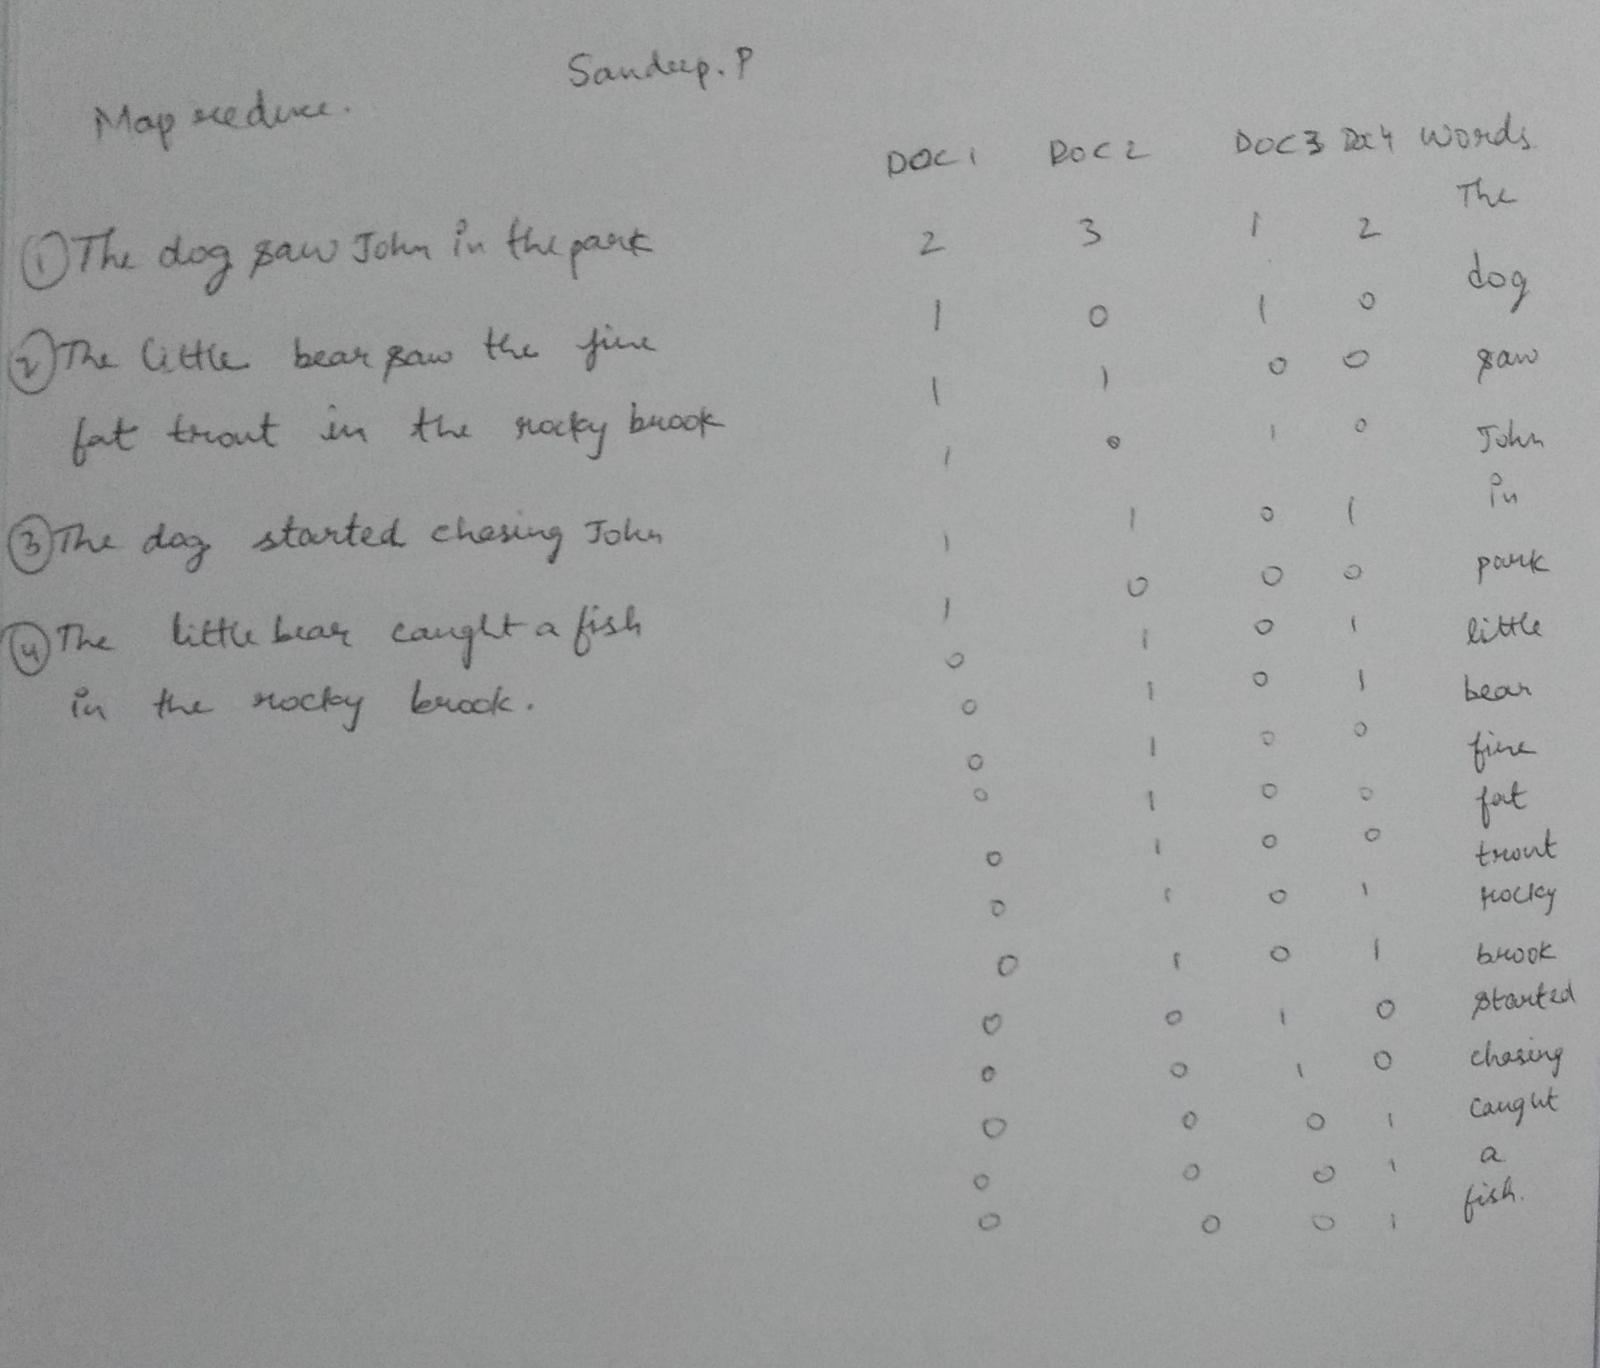 Sandeep. P
Map reduce.
DOC 1 DOC 2 DOC 3 DOC 4 Words
The
① The dog saw John in the park
2 3 1 2
dog
1 0 1 0
② The little bear saw the fine
1 1 0 0 saw
fat trout in the rocky brook
1 0 1 0 John
in
1 1 0 1
③ The dog started chasing John
1 0 0 0 park
④ The little bear caught a fish
0 1 0 1 little
in the rocky brook.
0 1 0 1 bear
0 1 0 0 fine
0 1 0 0 fat
0 1 0 0 trout
0 1 0 1 rocky
0 1 0 1 brook
0 0 1 0 started
0 0 1 0 chasing
0 0 0 1 caught
0 0 0 1 a
0 0 0 1 fish.